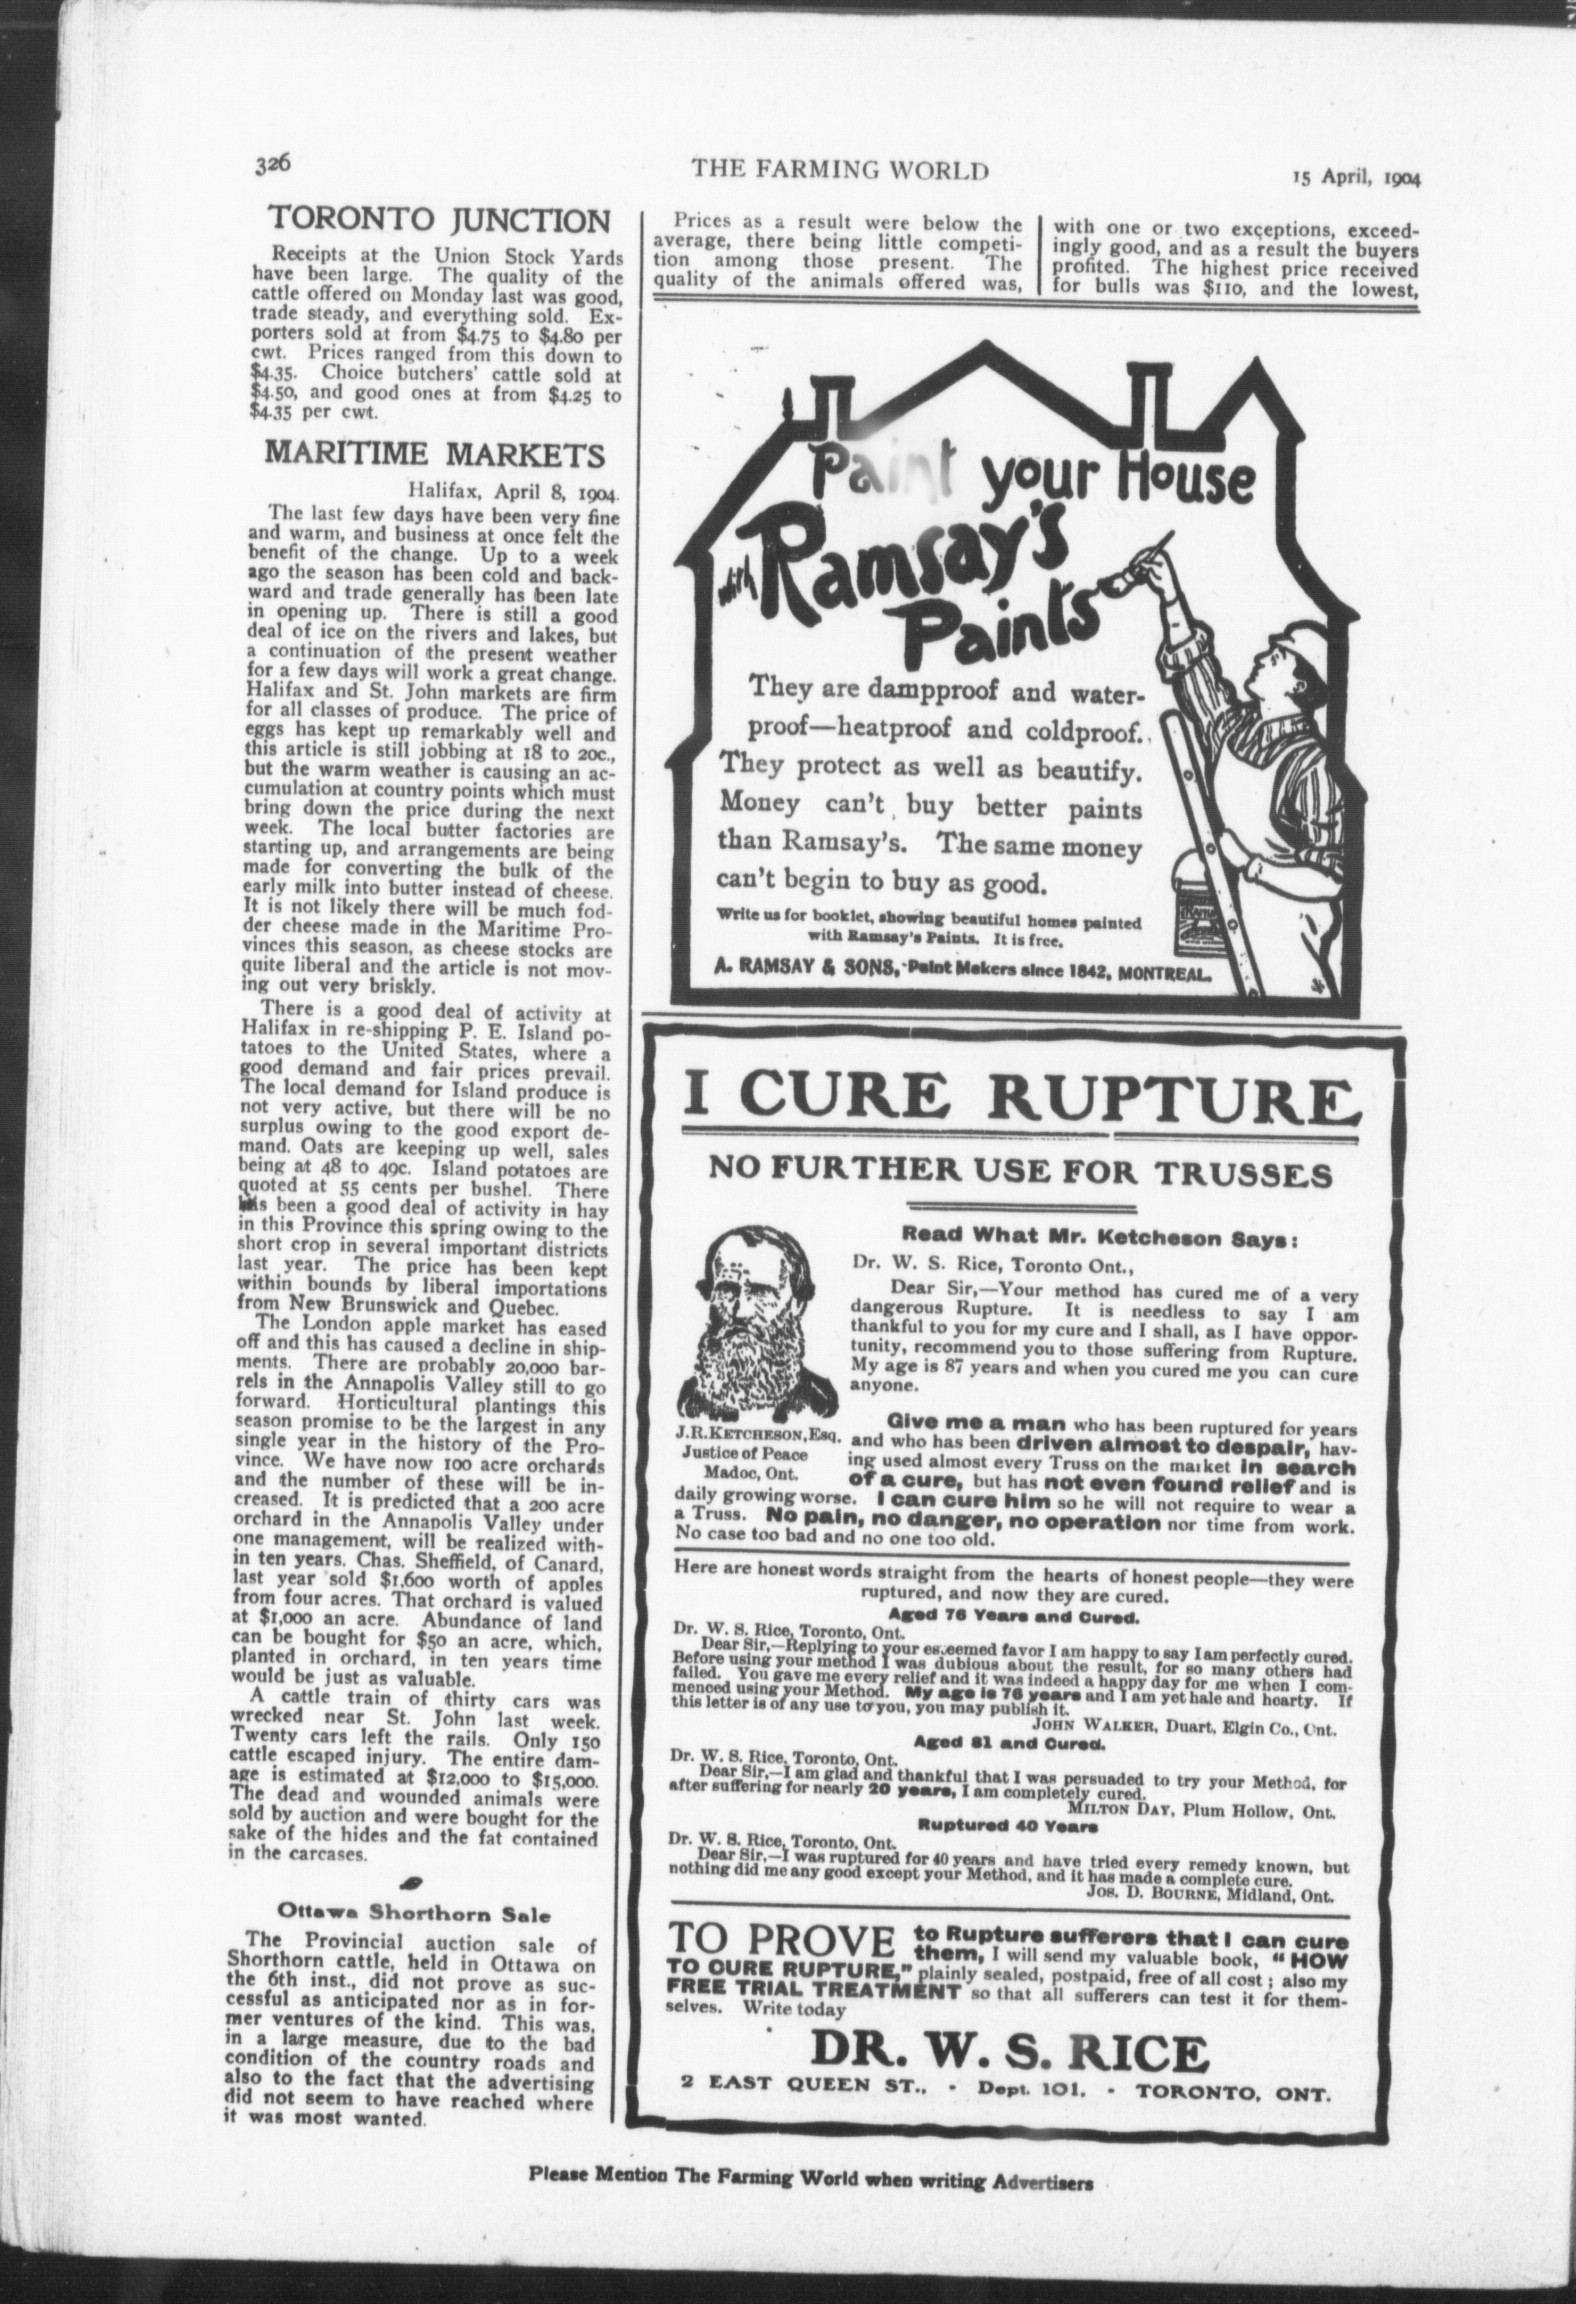 326
THE FARMING WORLD
15 April, 1904
TORONTO JUNCTION
Receipts at the Union Stock Yards
have been large. The quality of the
cattle offered on Monday last was good,
trade steady, and everything sold. Ex-
porters sold at from $4.75 to $4.80 per
cwt. Prices ranged from this down to
$4.35. Choice butchers' cattle sold at
$4.50, and good ones at from $4.25 to
$4.35 per cwt.
MARITIME MARKETS
Halifax, April 8, 1904.
The last few days have been very fine
and warm, and business at once felt the
benefit of the change. Up to a week
ago the season has been cold and back-
ward and trade generally has been late
in opening up. There is still a good
deal of ice on the rivers and lakes, but
a continuation of the present weather
for a few days will work a great change.
Halifax and St. John markets are firm
for all classes of produce. The price of
eggs has kept up remarkably well and
this article is still jobbing at 18 to 20c.,
but the warm weather is causing an ac-
cumulation at country points which must
bring down the price during the next
week. The local butter factories are
starting up, and arrangements are being
made for converting the bulk of the
early milk into butter instead of cheese.
It is not likely there will be much fod-
der cheese made in the Maritime Pro-
vinces this season, as cheese stocks are
quite liberal and the article is not mov-
ing out very briskly.
There is a good deal of activity at
Halifax in re-shipping P. E. Island po-
tatoes to the United States, where a
good demand and fair prices prevail.
The local demand for Island produce is
not very active, but there will be no
surplus owing to the good export de-
mand. Oats are keeping up well, sales
being at 48 to 49c. Island potatoes are
quoted at 55 cents per bushel. There
has been a good deal of activity in hay
in this Province this spring owing to the
short crop in several important districts
last year. The price has been kept
within bounds by liberal importations
from New Brunswick and Quebec.
The London apple market has eased
off and this has caused a decline in ship-
ments. There are probably 20,000 bar-
rels in the Annapolis Valley still to go
forward. Horticultural plantings this
season promise to be the largest in any
single year in the history of the Pro-
vince. We have now 100 acre orchards
and the number of these will be in-
creased. It is predicted that a 200 acre
orchard in the Annapolis Valley under
one management, will be realized with-
in ten years. Chas. Sheffield, of Canard,
last year sold $1,600 worth of apples
from four acres. That orchard is valued
at $1,000 an acre. Abundance of land
can be bought for $50 an acre, which,
planted in orchard, in ten years time
would be just as valuable.
A cattle train of thirty cars was
wrecked near St. John last week.
Twenty cars left the rails. Only 150
cattle escaped injury. The entire dam-
age is estimated at $12,000 to $15,000.
The dead and wounded animals were
sold by auction and were bought for the
sake of the hides and the fat contained
in the carcases.
Ottawa Shorthorn Sale
The Provincial auction sale of
Shorthorn cattle, held in Ottawa on
the 6th inst., did not prove as suc-
cessful as anticipated nor as in for-
mer ventures of the kind. This was,
in a large measure, due to the bad
condition of the country roads and
also to the fact that the advertising
did not seem to have reached where
it was most wanted.
Prices as a result were below the
average, there being little competi-
tion among those present. The
quality of the animals offered was,
with one or two exceptions, exceed-
ingly good, and as a result the buyers
profited. The highest price received
for bulls was $110, and the lowest,
Paint your House
with Ramsay's
Paints
They are dampproof and water-
proof—heatproof and coldproof.
They protect as well as beautify.
Money can't buy better paints
than Ramsay's. The same money
can't begin to buy as good.
Write us for booklet, showing beautiful homes painted
with Ramsay's Paints. It is free.
A. RAMSAY & SONS, Paint Makers since 1842, MONTREAL.
I CURE RUPTURE
NO FURTHER USE FOR TRUSSES
Read What Mr. Ketcheson Says:
Dr. W. S. Rice, Toronto Ont.,
Dear Sir,—Your method has cured me of a very
dangerous Rupture. It is needless to say I am
thankful to you for my cure and I shall, as I have oppor-
tunity, recommend you to those suffering from Rupture.
My age is 87 years and when you cured me you can cure
anyone.
J.R.KETCHESON,Esq.
Justice of Peace
Madoc, Ont.
Give me a man who has been ruptured for years
and who has been driven almost to despair, hav-
ing used almost every Truss on the market in search
of a cure, but has not even found relief and is
daily growing worse. I can cure him so he will not require to wear a
a Truss. No pain, no danger, no operation nor time from work.
No case too bad and no one too old.
Here are honest words straight from the hearts of honest people—they were
ruptured, and now they are cured.
Aged 76 Years and Cured.
Dr. W. S. Rice, Toronto, Ont.
Dear Sir,—Replying to your esteemed favor I am happy to say I am perfectly cured.
Before using your method I was dubious about the result, for so many others had
failed. You gave me every relief and it was indeed a happy day for me when I com-
menced using your Method. My age is 76 years and I am yet hale and hearty. If
this letter is of any use to you, you may publish it.
JOHN WALKER, Duart, Elgin Co., Ont.
Aged 81 and Cured.
Dr. W. S. Rice, Toronto, Ont.
Dear Sir,—I am glad and thankful that I was persuaded to try your Method, for
after suffering for nearly 20 years, I am completely cured.
MILTON DAY, Plum Hollow, Ont.
Ruptured 40 Years
Dr. W. S. Rice, Toronto, Ont.
Dear Sir,—I was ruptured for 40 years and have tried every remedy known, but
nothing did me any good except your Method, and it has made a complete cure.
JOS. D. BOURNE, Midland, Ont.
TO PROVE to Rupture sufferers that I can cure
them, I will send my valuable book, "HOW
TO CURE RUPTURE," plainly sealed, postpaid, free of all cost; also my
FREE TRIAL TREATMENT so that all sufferers can test it for them-
selves. Write today
DR. W. S. RICE
2 EAST QUEEN ST., - Dept. 101, - TORONTO, ONT.
Please Mention The Farming World when writing Advertisers